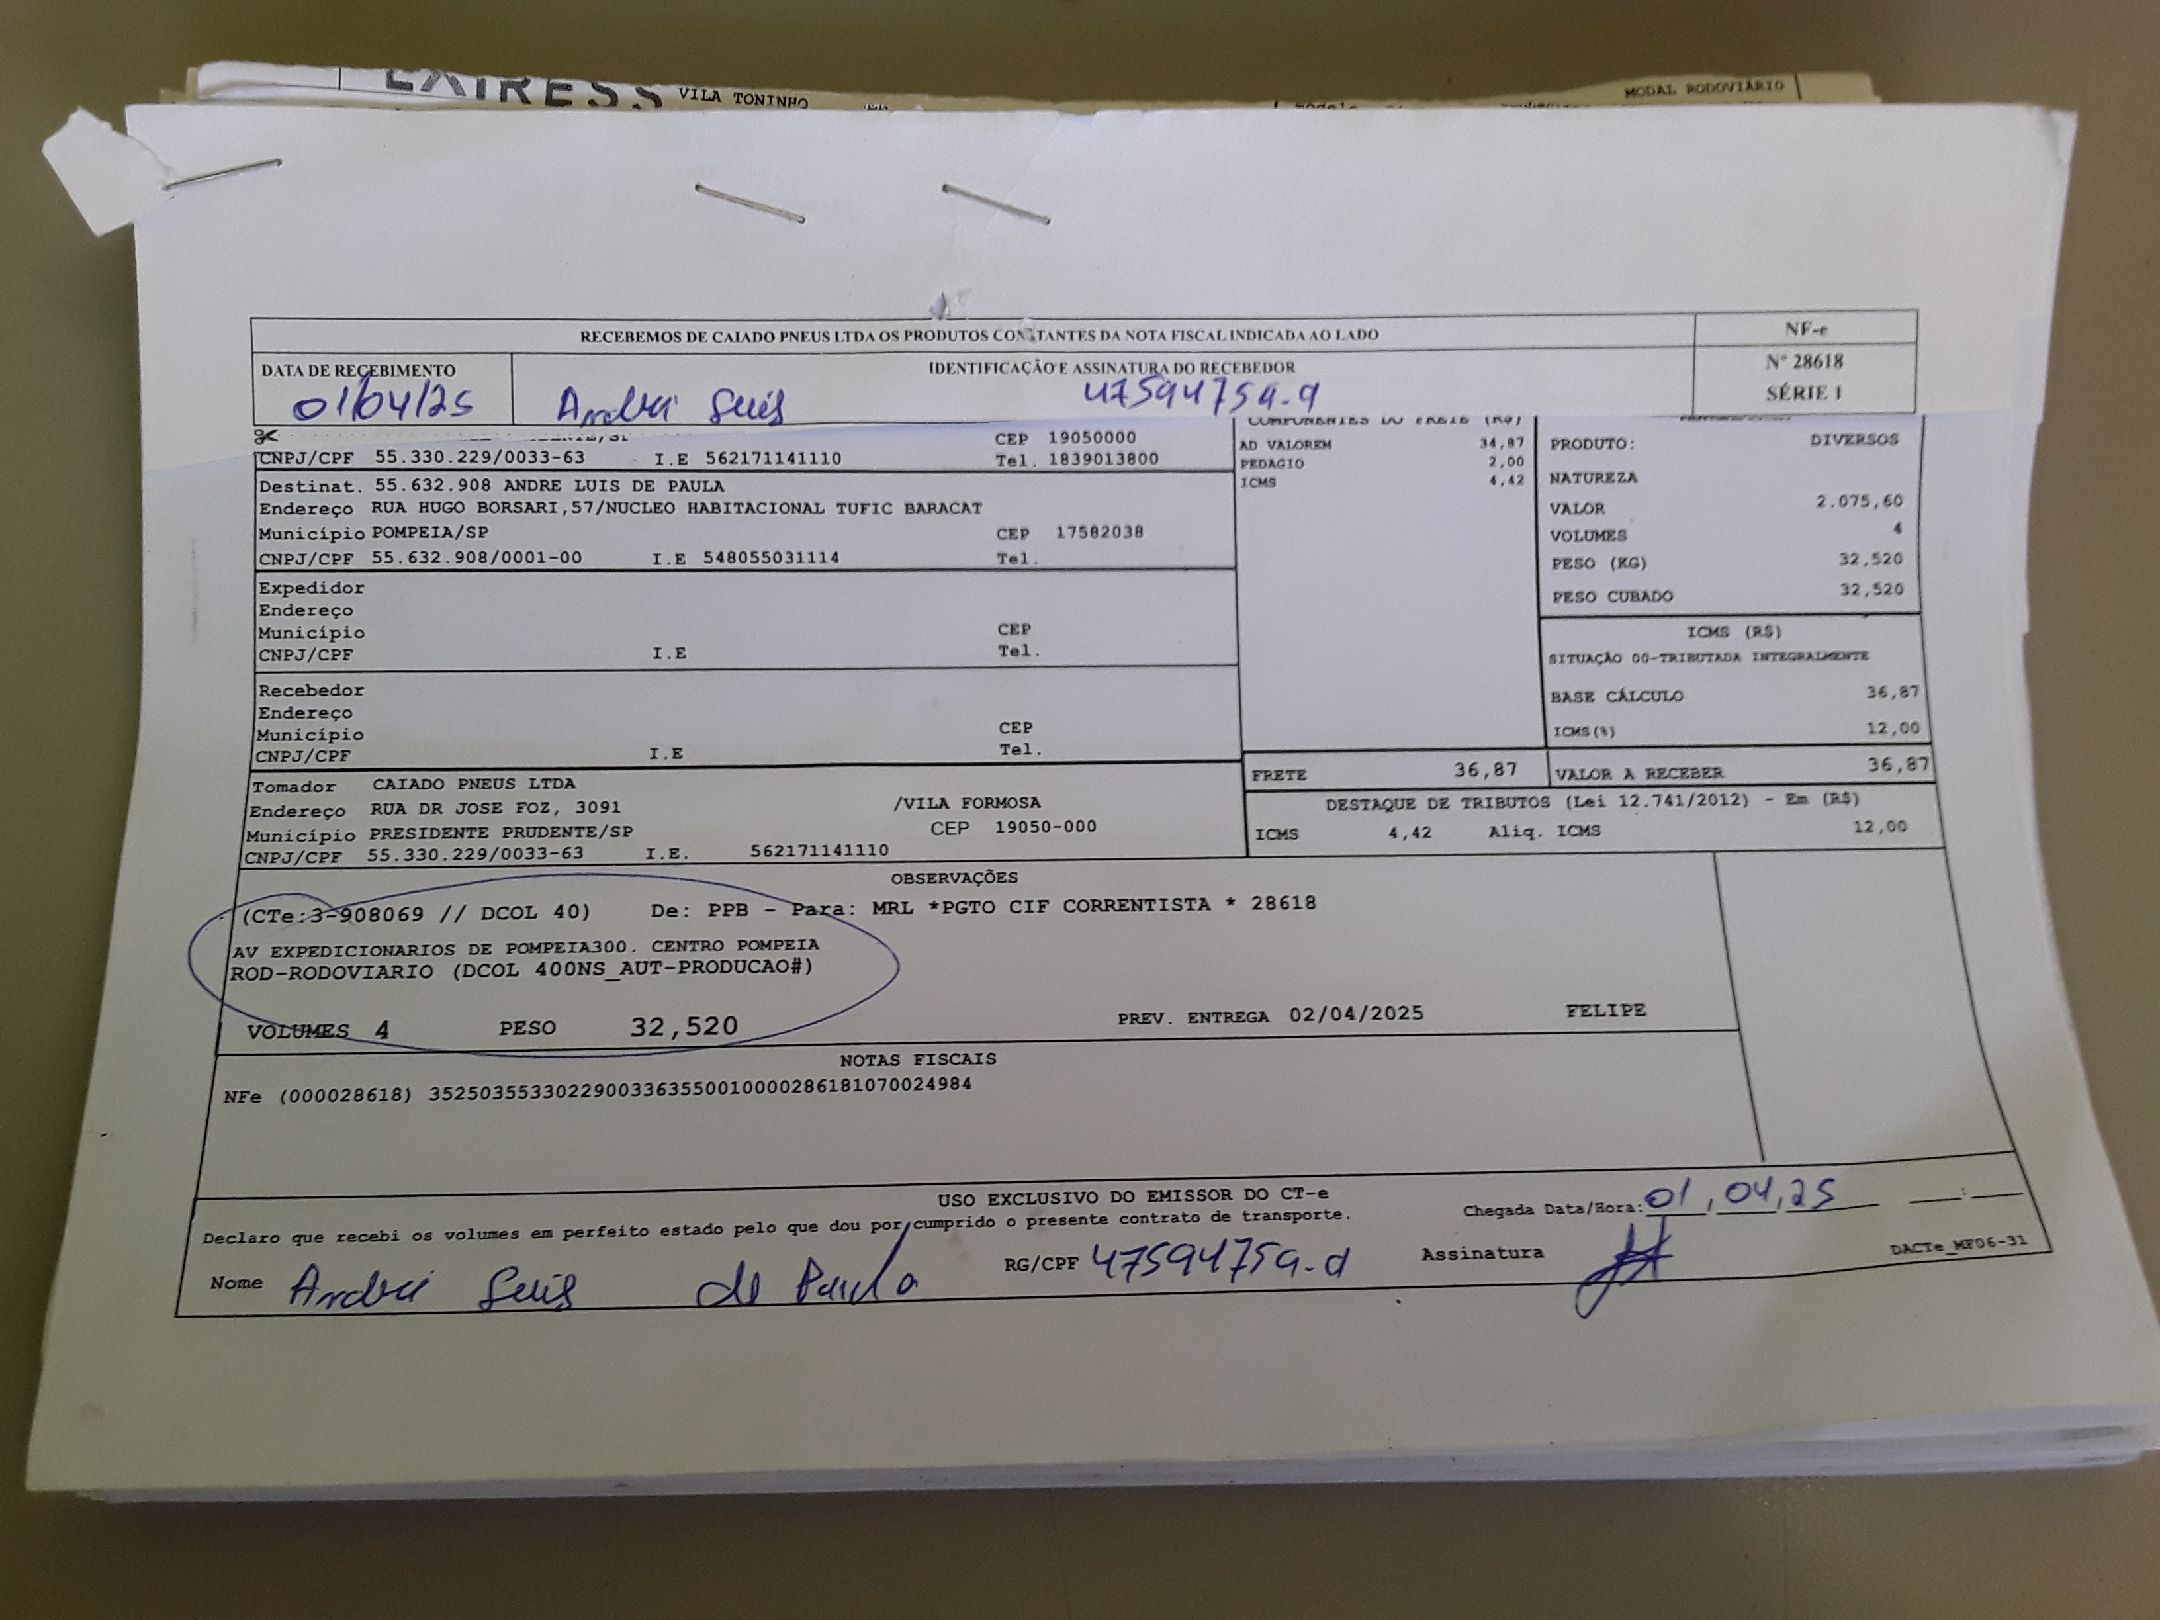 VILA TONINHO
MODAL RODOVIÁRIO
RECEBEMOS DE CAIADO PNEUS LTDA OS PRODUTOS CONSTANTES DA NOTA FISCAL INDICADA AO LADO
NF-e
Nº 28618
SÉRIE 1
DATA DE RECEBIMENTO
01/04/25
IDENTIFICAÇÃO E ASSINATURA DO RECEBEDOR
André Luis 47594759-9
CEP 19050000
CNPJ/CPF 55.330.229/0033-63 I.E 562171141110 Tel. 1839013800
Destinat. 55.632.908 ANDRE LUIS DE PAULA
Endereço RUA HUGO BORSARI,57/NUCLEO HABITACIONAL TUFIC BARACAT
Município POMPEIA/SP CEP 17582038
CNPJ/CPF 55.632.908/0001-00 I.E 548055031114 Tel.
Expedidor
Endereço
Município CEP
CNPJ/CPF I.E Tel.
Recebedor
Endereço
Município CEP
CNPJ/CPF I.E Tel.
Tomador CAIADO PNEUS LTDA
Endereço RUA DR JOSE FOZ, 3091 /VILA FORMOSA
Município PRESIDENTE PRUDENTE/SP CEP 19050-000
CNPJ/CPF 55.330.229/0033-63 I.E. 562171141110
COMPONENTES DO FRETE (R$)
AD VALOREM 34,87
PEDAGIO 2,00
ICMS 4,42
PRODUTO: DIVERSOS
NATUREZA
VALOR 2.075,60
VOLUMES 4
PESO (KG) 32,520
PESO CUBADO 32,520
ICMS (R$)
SITUAÇÃO 00-TRIBUTADA INTEGRALMENTE
BASE CÁLCULO 36,87
ICMS(%) 12,00
FRETE 36,87 VALOR A RECEBER 36,87
DESTAQUE DE TRIBUTOS (Lei 12.741/2012) - Em (R$)
ICMS 4,42 Aliq. ICMS 12,00
OBSERVAÇÕES
(CTe:3-908069 // DCOL 40) De: PPB - Para: MRL *PGTO CIF CORRENTISTA * 28618
AV EXPEDICIONARIOS DE POMPEIA300. CENTRO POMPEIA
ROD-RODOVIARIO (DCOL 400NS_AUT-PRODUCAO#)
VOLUMES 4 PESO 32,520 PREV. ENTREGA 02/04/2025 FELIPE
NOTAS FISCAIS
NFe (000028618) 35250355330229003363550010000286181070024984
USO EXCLUSIVO DO EMISSOR DO CT-e
Declaro que recebi os volumes em perfeito estado pelo que dou por cumprido o presente contrato de transporte.
Chegada Data/Hora: 01,04,25 __:__
Nome André Luis de Paula RG/CPF 47594759-9 Assinatura
DACTe_MF06-31